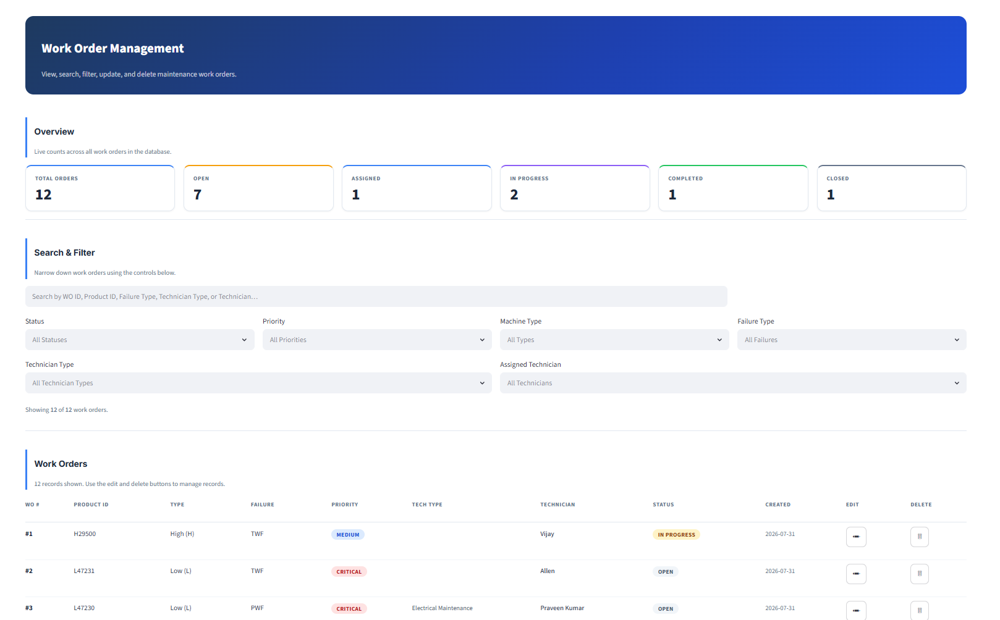 Work Order Management
View, search, filter, update, and delete maintenance work orders.
Overview
Live counts across all work orders in the database.
TOTAL ORDERS OPEN ASSIGNED IN PROGRESS COMPLETED CLOSED
12 7 1 2 1 1
Search & Filter
Narrow down work orders using the controls below.
Search by WO ID, Product ID, Failure Type, Technician Type, or Technician...
Status Priority Machine Type Failure Type
All Statuses All Priorities All Types All Failures
Technician Type Assigned Technician
All Technician Types All Technicians
Showing 12 of 12 work orders.
Work Orders
12 records shown. Use the edit and delete buttons to manage records.
WO # PRODUCT ID TYPE FAILURE PRIORITY TECH TYPE TECHNICIAN STATUS CREATED EDIT DELETE
#1 H29500 High (H) TWF MEDIUM Vijay IN PROGRESS 2026-07-31
#2 L47231 Low (L) TWF CRITICAL Allen OPEN 2026-07-31
#3 L47230 Low (L) PWF CRITICAL Electrical Maintenance Praveen Kumar OPEN 2026-07-31